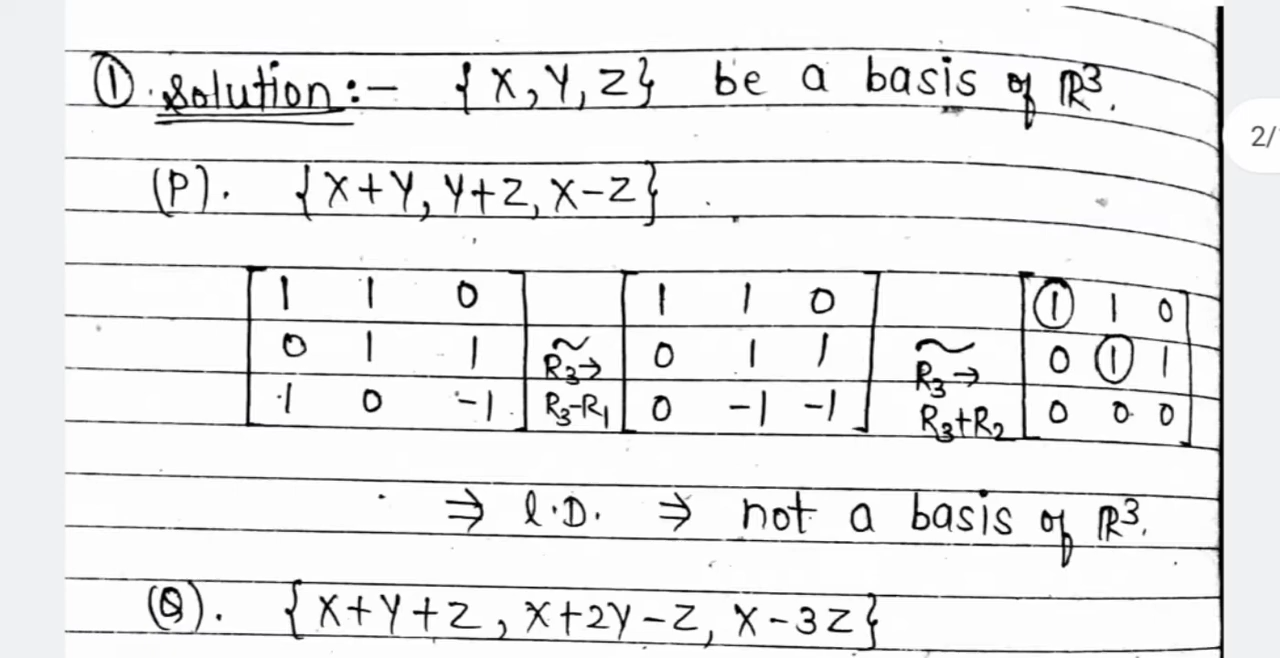 ① Solution :- {X, Y, Z} be a basis of ℝ³.
2/
(P). {X+Y, Y+Z, X-Z}
[1 1 0] [1 1 0] [① 1 0]
[0 1 1] ~ R₃→ [0 1 1] ~ R₃→ [0 ① 1]
[1 0 -1] R₃-R₁ [0 -1 -1] R₃+R₂ [0 0 0]
⇒ l.D. ⇒ not a basis of ℝ³.
(Q). {X+Y+Z, X+2Y-Z, X-3Z}